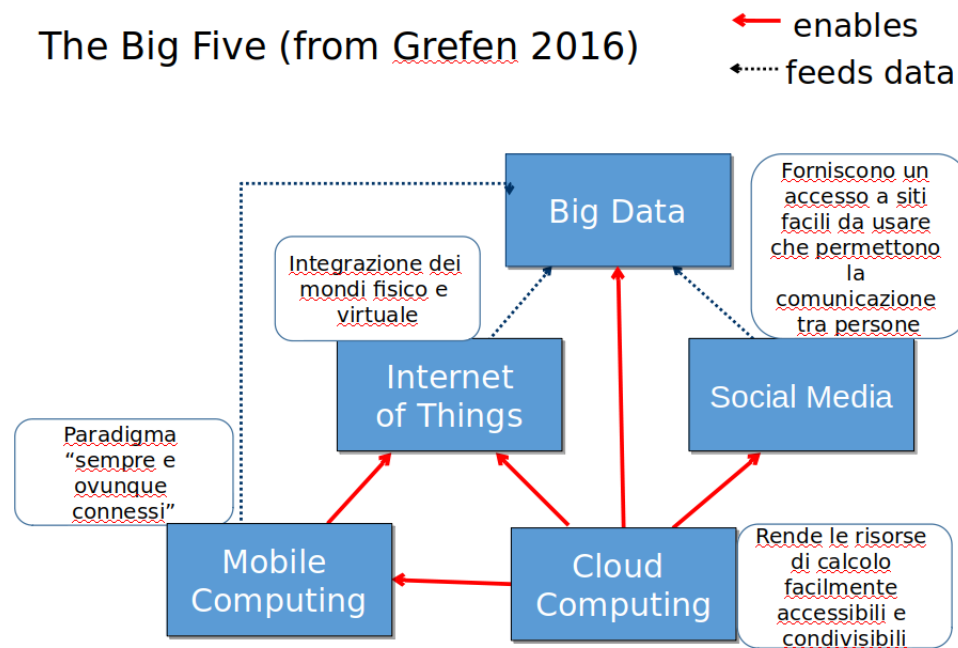 The Big Five (from Grefen 2016)
enables
feeds data
Big Data
Forniscono un
accesso a siti
facili da usare
che permettono
la
comunicazione
tra persone
Integrazione dei
mondi fisico e
virtuale
Internet
of Things
Social Media
Paradigma
“sempre e
ovunque
connessi”
Mobile
Computing
Cloud
Computing
Rende le risorse
di calcolo
facilmente
accessibili e
condivisibili